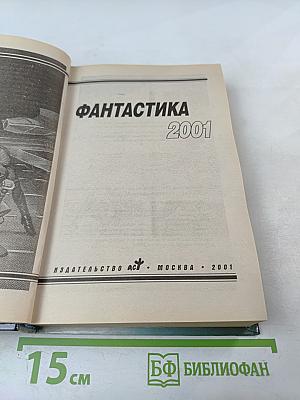 ФАНТАСТИКА
2001
ИЗДАТЕЛЬСТВО АСТ • МОСКВА • 2001
15 см
БФ БИБЛИОФАН